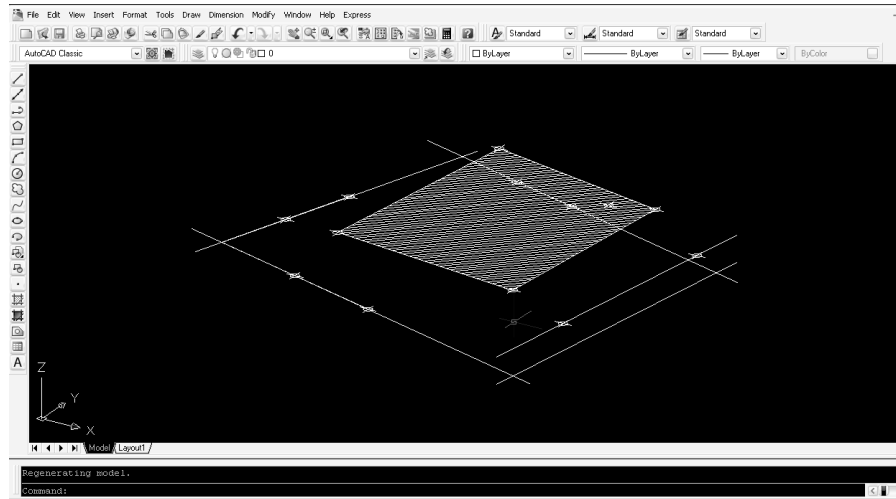 File Edit View Insert Format Tools Draw Dimension Modify Window Help Express
Standard Standard Standard
AutoCAD Classic 0 ByLayer ByLayer ByLayer ByColor
A
Z
Y
X
Model Layout1
Regenerating model.
Command: